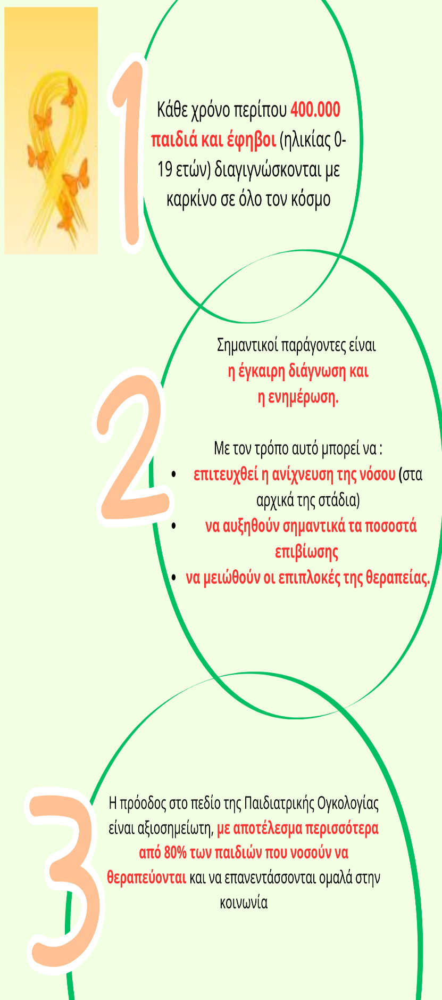 1
Κάθε χρόνο περίπου 400.000
παιδιά και έφηβοι (ηλικίας 0-
19 ετών) διαγιγνώσκονται με
καρκίνο σε όλο τον κόσμο
2
Σημαντικοί παράγοντες είναι
η έγκαιρη διάγνωση και
η ενημέρωση.
Με τον τρόπο αυτό μπορεί να :
• επιτευχθεί η ανίχνευση της νόσου (στα
αρχικά της στάδια)
• να αυξηθούν σημαντικά τα ποσοστά
επιβίωσης
• να μειώθούν οι επιπλοκές της θεραπείας.
3
Η πρόοδος στο πεδίο της Παιδιατρικής Ογκολογίας
είναι αξιοσημείωτη, με αποτέλεσμα περισσότερα
από 80% των παιδιών που νοσούν να
θεραπεύονται και να επανεντάσσονται ομαλά στην
κοινωνία